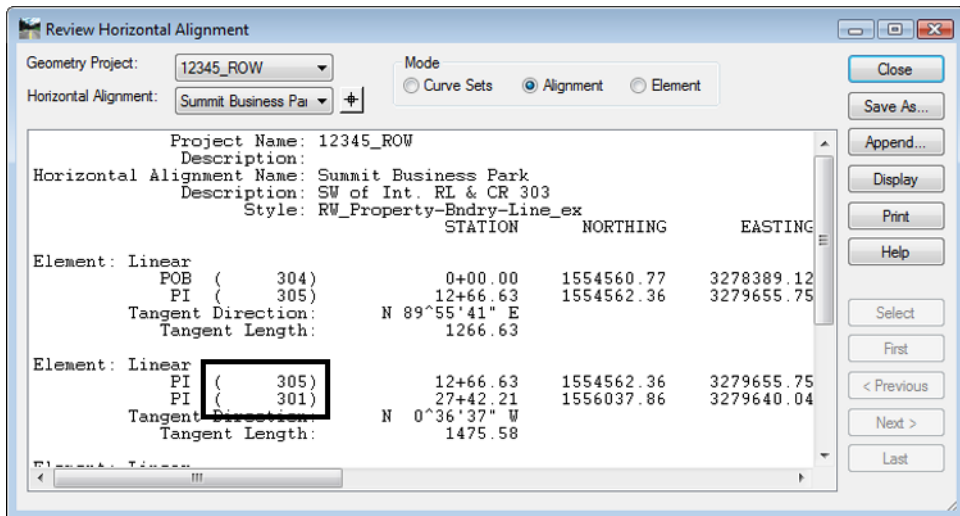 Review Horizontal Alignment
Geometry Project: 12345_ROW
Mode
Curve Sets Alignment Element
Horizontal Alignment: Summit Business Par
Close
Save As...
Append...
Display
Print
Help
Select
First
< Previous
Next >
Last
Project Name: 12345_ROW
Description:
Horizontal Alignment Name: Summit Business Park
Description: SW of Int. RL & CR 303
Style: RW_Property-Bndry-Line_ex
STATION NORTHING EASTING
Element: Linear
POB ( 304) 0+00.00 1554560.77 3278389.12
PI ( 305) 12+66.63 1554562.36 3279655.75
Tangent Direction: N 89^55'41" E
Tangent Length: 1266.63
Element: Linear
PI ( 305) 12+66.63 1554562.36 3279655.75
PI ( 301) 27+42.21 1556037.86 3279640.04
Tangent Direction: N 0^36'37" W
Tangent Length: 1475.58
Element: Linear